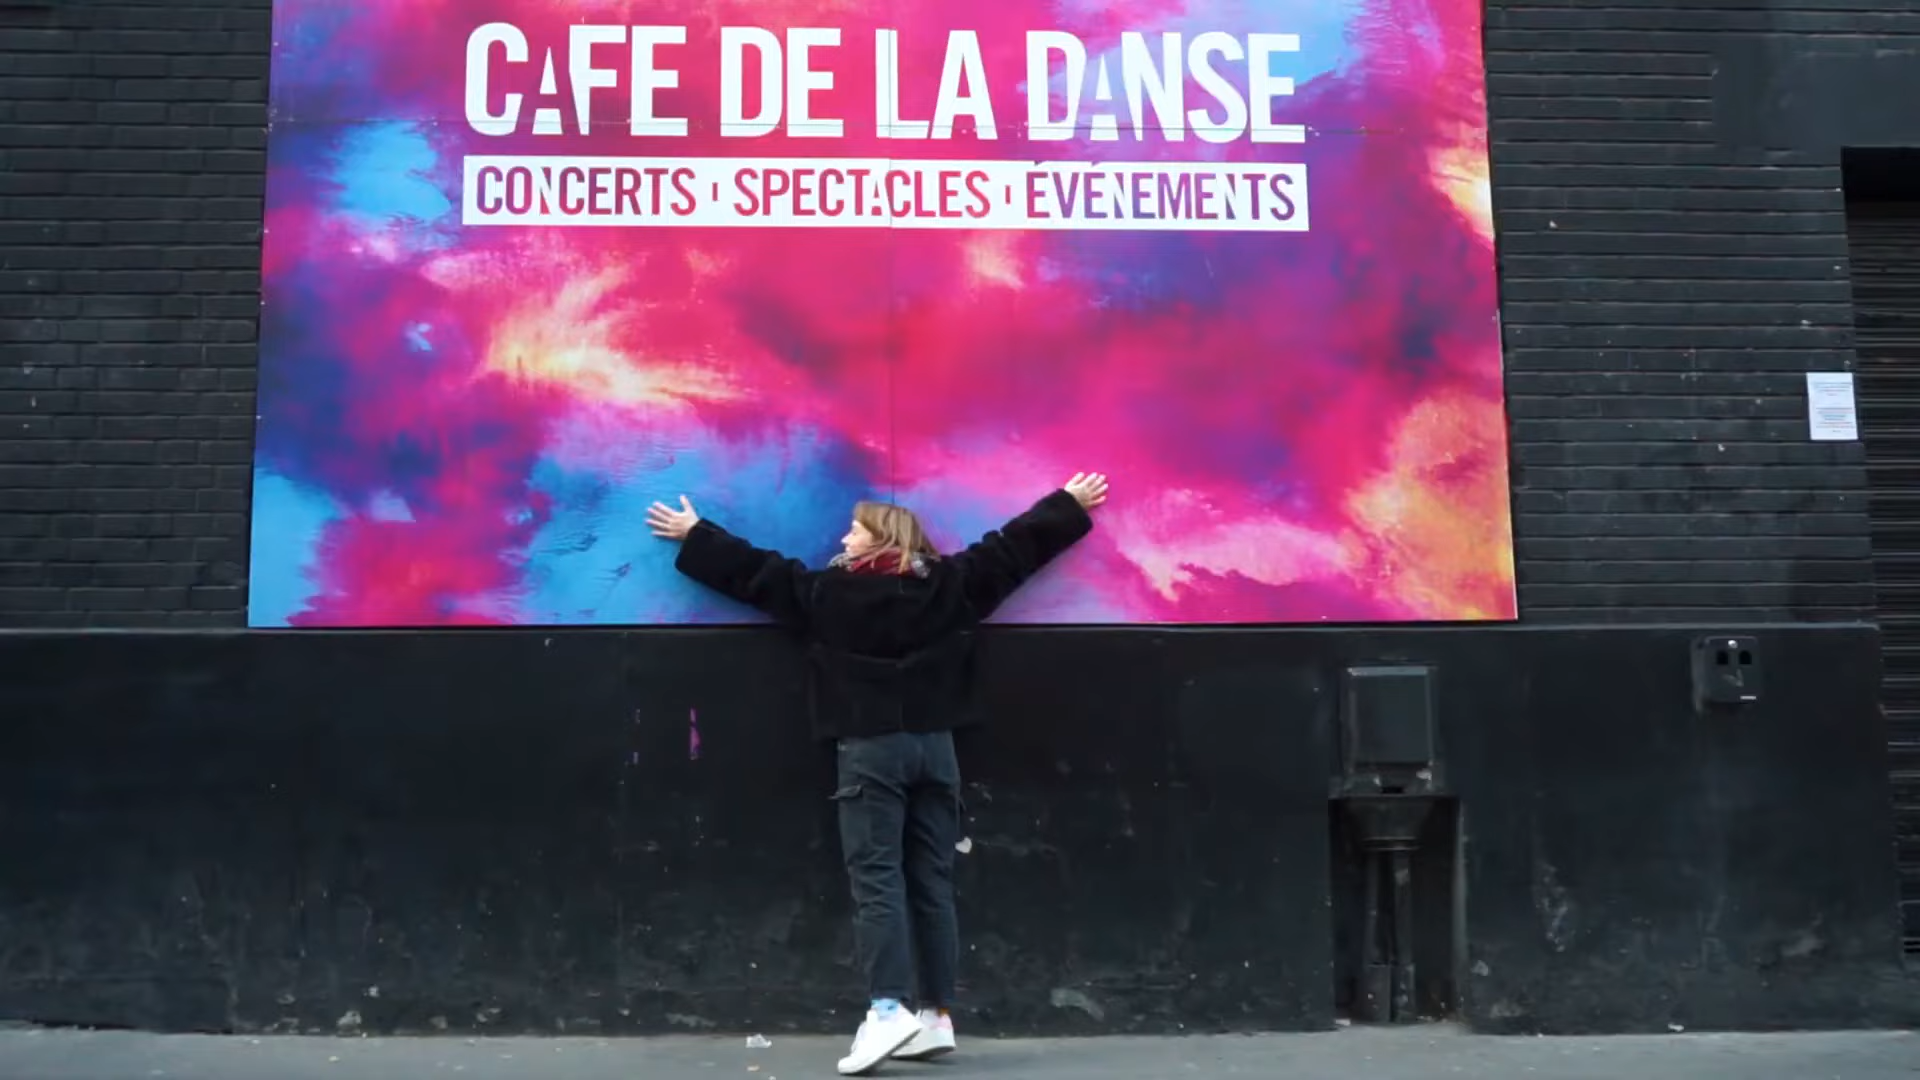 CAFE DE LA DANSE
CONCERTS · SPECTACLES · ÉVÉNEMENTS